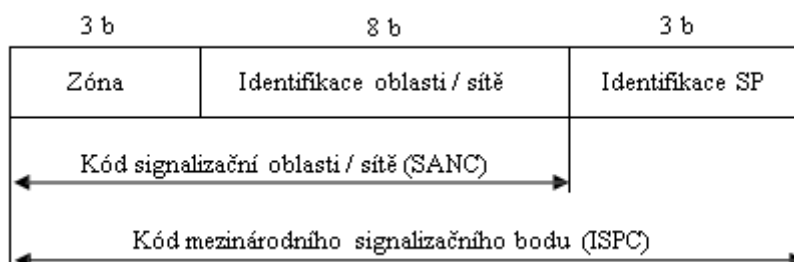 3 b 8 b 3 b
Zóna Identifikace oblasti / sítě Identifikace SP
Kód signalizační oblasti / sítě (SANC)
Kód mezinárodního signalizačního bodu (ISPC)